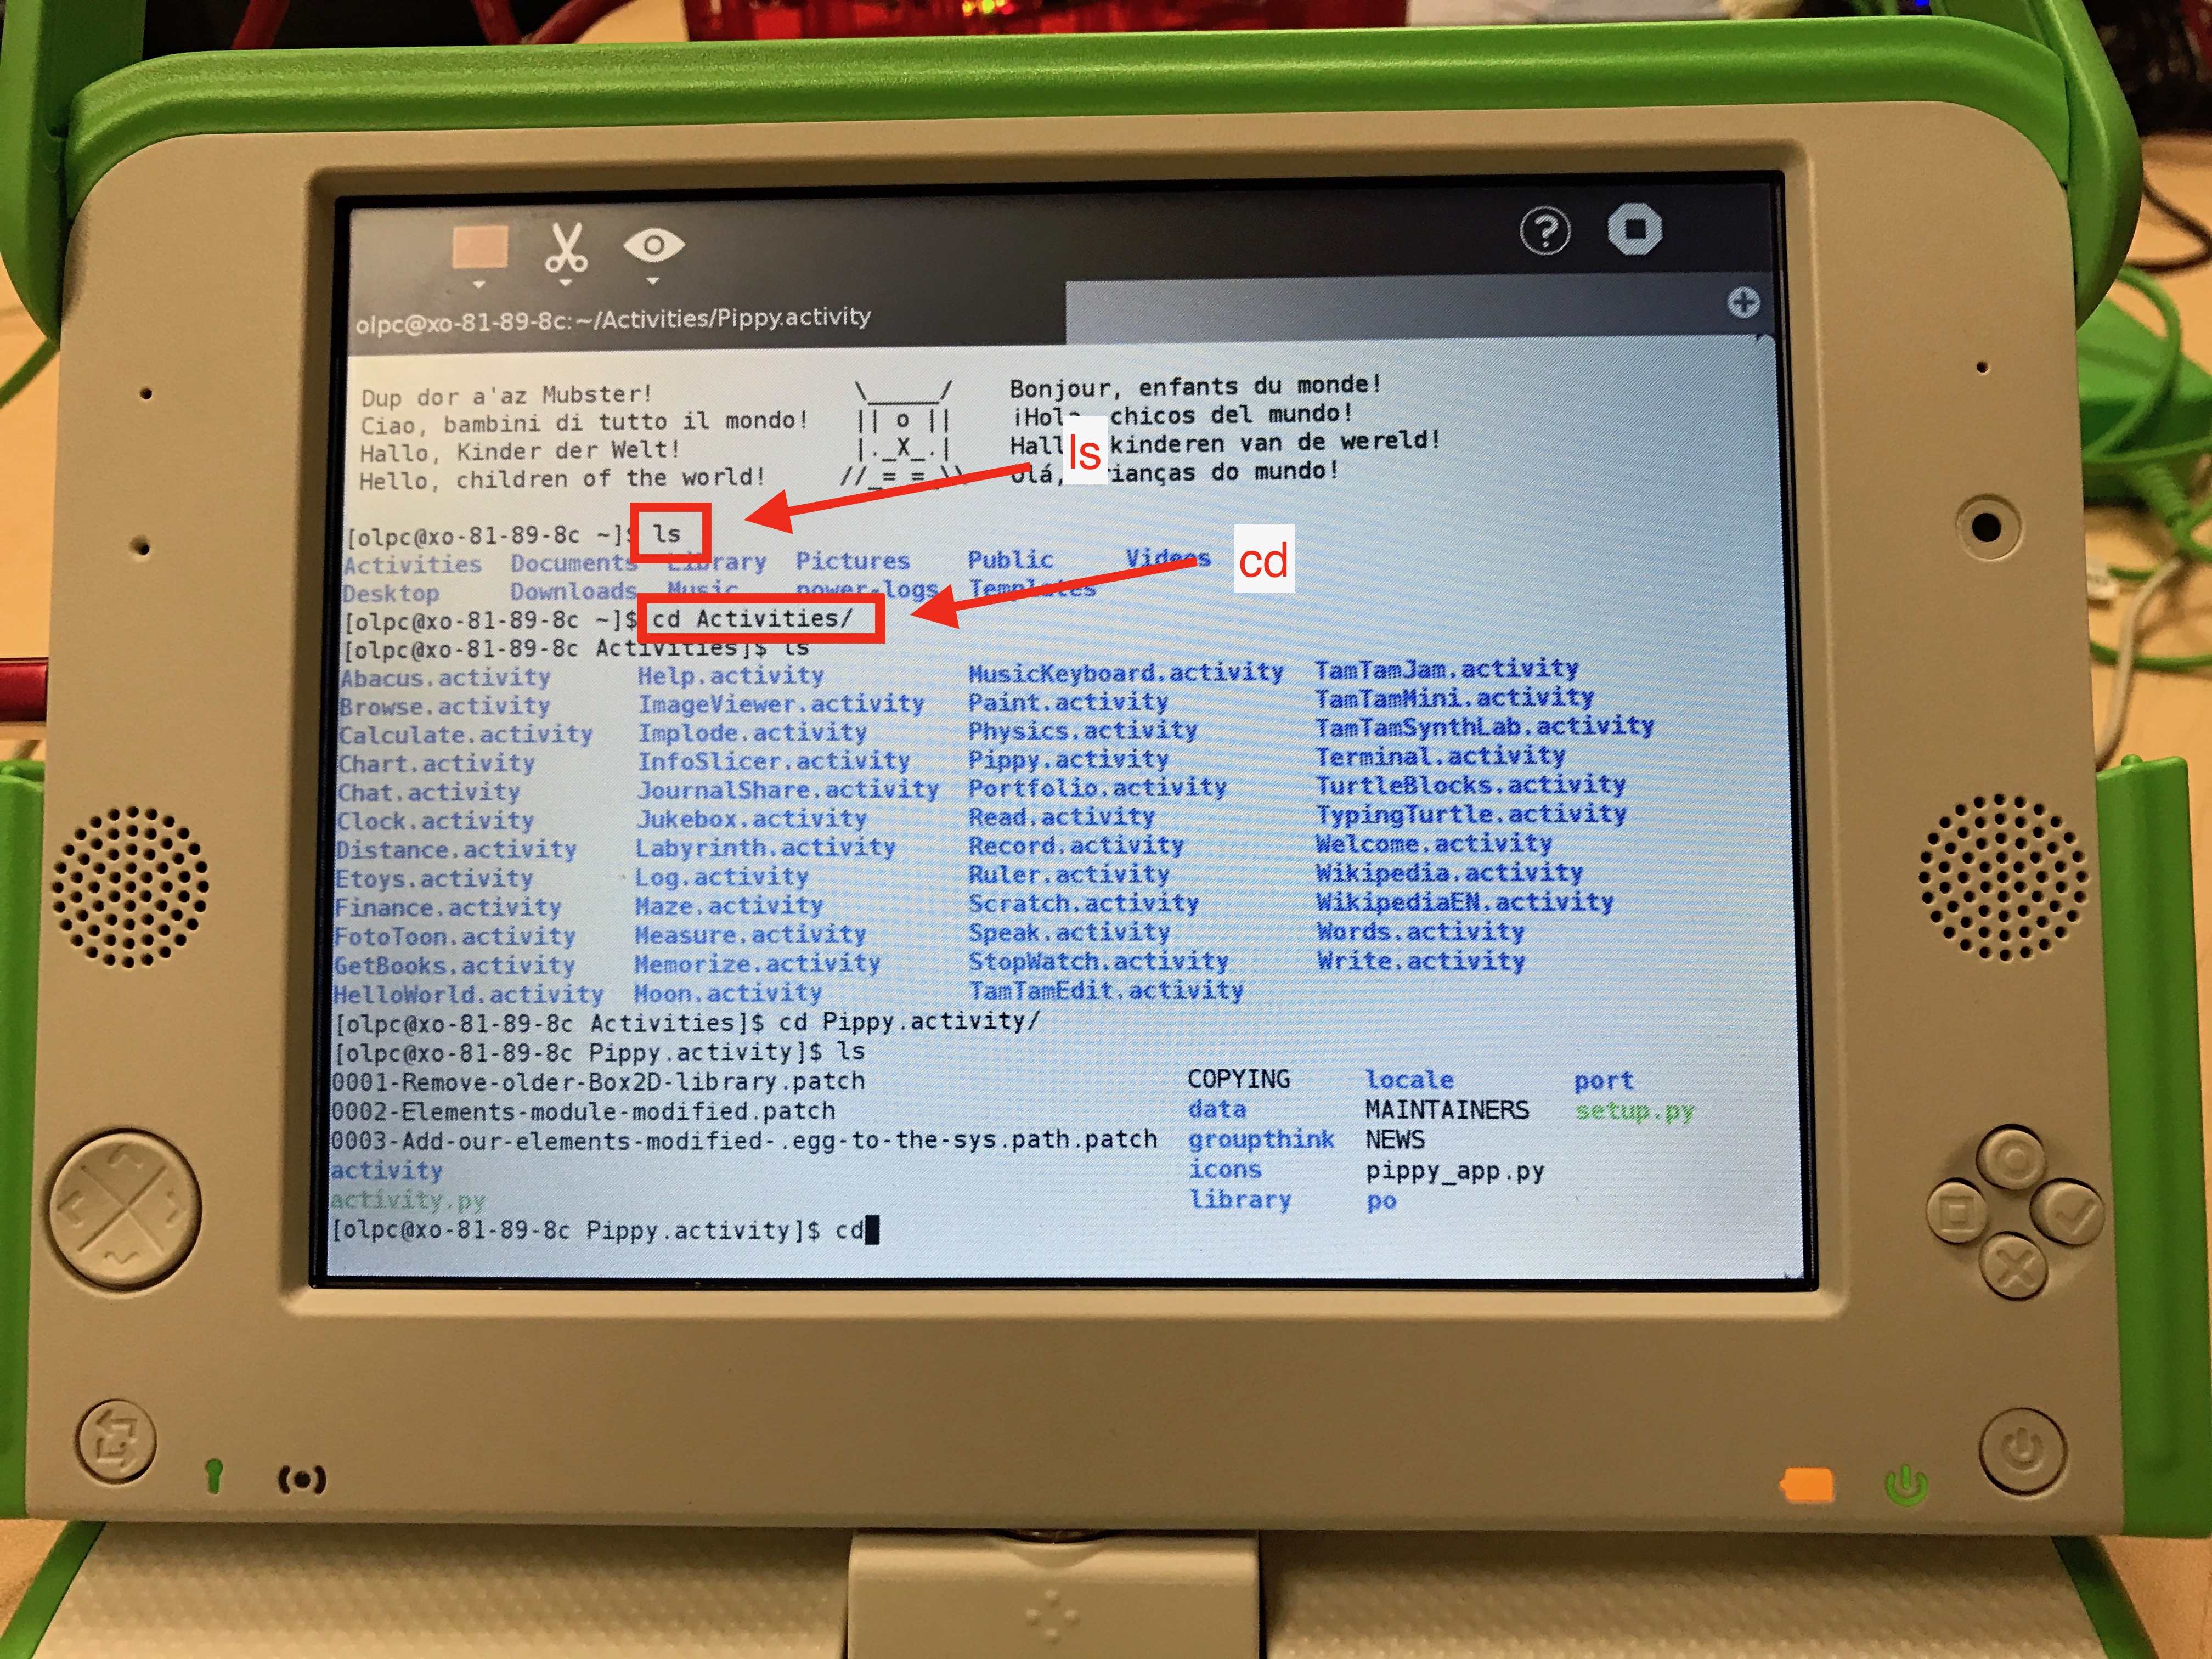 olpc@xo-81-89-8c:~/Activities/Pippy.activity
Dup dor a'az Mubster! \_____/ Bonjour, enfants du monde!
Ciao, bambini di tutto il mondo! || o || ¡Hola, chicos del mundo!
Hallo, Kinder der Welt! |._X_.| Hallo, kinderen van de wereld!
Hello, children of the world! //_= =_\\ Olá, crianças do mundo!
ls
[olpc@xo-81-89-8c ~]$ ls
Activities Documents Library Pictures Public Videos
cd
Desktop Downloads Music power-logs Templates
[olpc@xo-81-89-8c ~]$ cd Activities/
[olpc@xo-81-89-8c Activities]$ ls
Abacus.activity Help.activity MusicKeyboard.activity TamTamJam.activity
Browse.activity ImageViewer.activity Paint.activity TamTamMini.activity
Calculate.activity Implode.activity Physics.activity TamTamSynthLab.activity
Chart.activity InfoSlicer.activity Pippy.activity Terminal.activity
Chat.activity JournalShare.activity Portfolio.activity TurtleBlocks.activity
Clock.activity Jukebox.activity Read.activity TypingTurtle.activity
Distance.activity Labyrinth.activity Record.activity Welcome.activity
Etoys.activity Log.activity Ruler.activity Wikipedia.activity
Finance.activity Maze.activity Scratch.activity WikipediaEN.activity
FotoToon.activity Measure.activity Speak.activity Words.activity
GetBooks.activity Memorize.activity StopWatch.activity Write.activity
HelloWorld.activity Moon.activity TamTamEdit.activity
[olpc@xo-81-89-8c Activities]$ cd Pippy.activity/
[olpc@xo-81-89-8c Pippy.activity]$ ls
0001-Remove-older-Box2D-library.patch COPYING locale port
0002-Elements-module-modified.patch data MAINTAINERS setup.py
0003-Add-our-elements-modified-.egg-to-the-sys.path.patch groupthink NEWS
activity icons pippy_app.py
activity.py library po
[olpc@xo-81-89-8c Pippy.activity]$ cd